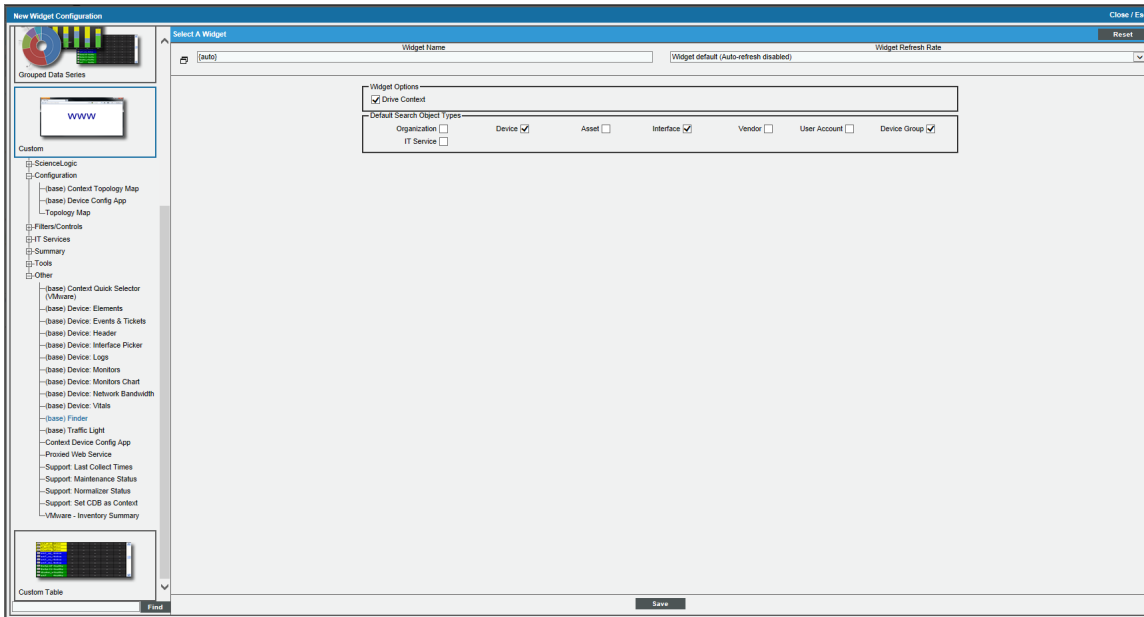 New Widget Configuration
Close / Esc
Grouped Data Series
www
Custom
ScienceLogic
Configuration
(base) Context Topology Map
(base) Device Config App
Topology Map
Filters/Controls
IT Services
Summary
Tools
Other
(base) Context Quick Selector
(VMware)
(base) Device: Elements
(base) Device: Events & Tickets
(base) Device: Header
(base) Device: Interface Picker
(base) Device: Logs
(base) Device: Monitors
(base) Device: Monitors Chart
(base) Device: Network Bandwidth
(base) Device: Vitals
(base) Finder
(base) Traffic Light
Context Device Config App
Proxied Web Service
Support: Last Collect Times
Support: Maintenance Status
Support: Normalizer Status
Support: Set CDB as Context
VMware - Inventory Summary
Custom Table
Find
Select A Widget
Reset
Widget Name
Widget Refresh Rate
{auto}
Widget default (Auto-refresh disabled)
Widget Options
Drive Context
Default Search Object Types
Organization Device Asset Interface Vendor User Account Device Group
IT Service
Save